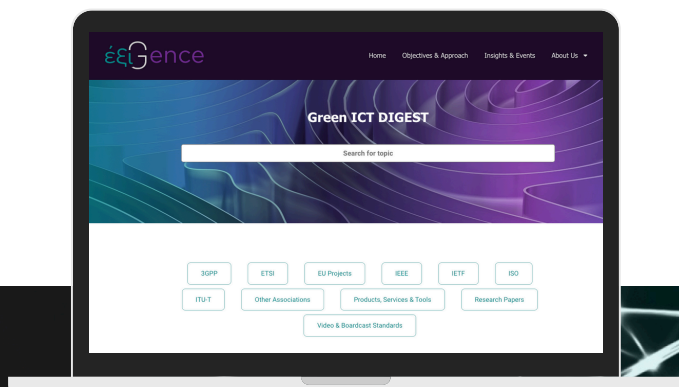 έξιGence
Home Objectives & Approach Insights & Events About Us
Green ICT DIGEST
Search for topic
3GPP ETSI EU Projects IEEE IETF ISO
ITU-T Other Associations Products, Services & Tools Research Papers
Video & Boardcast Standards